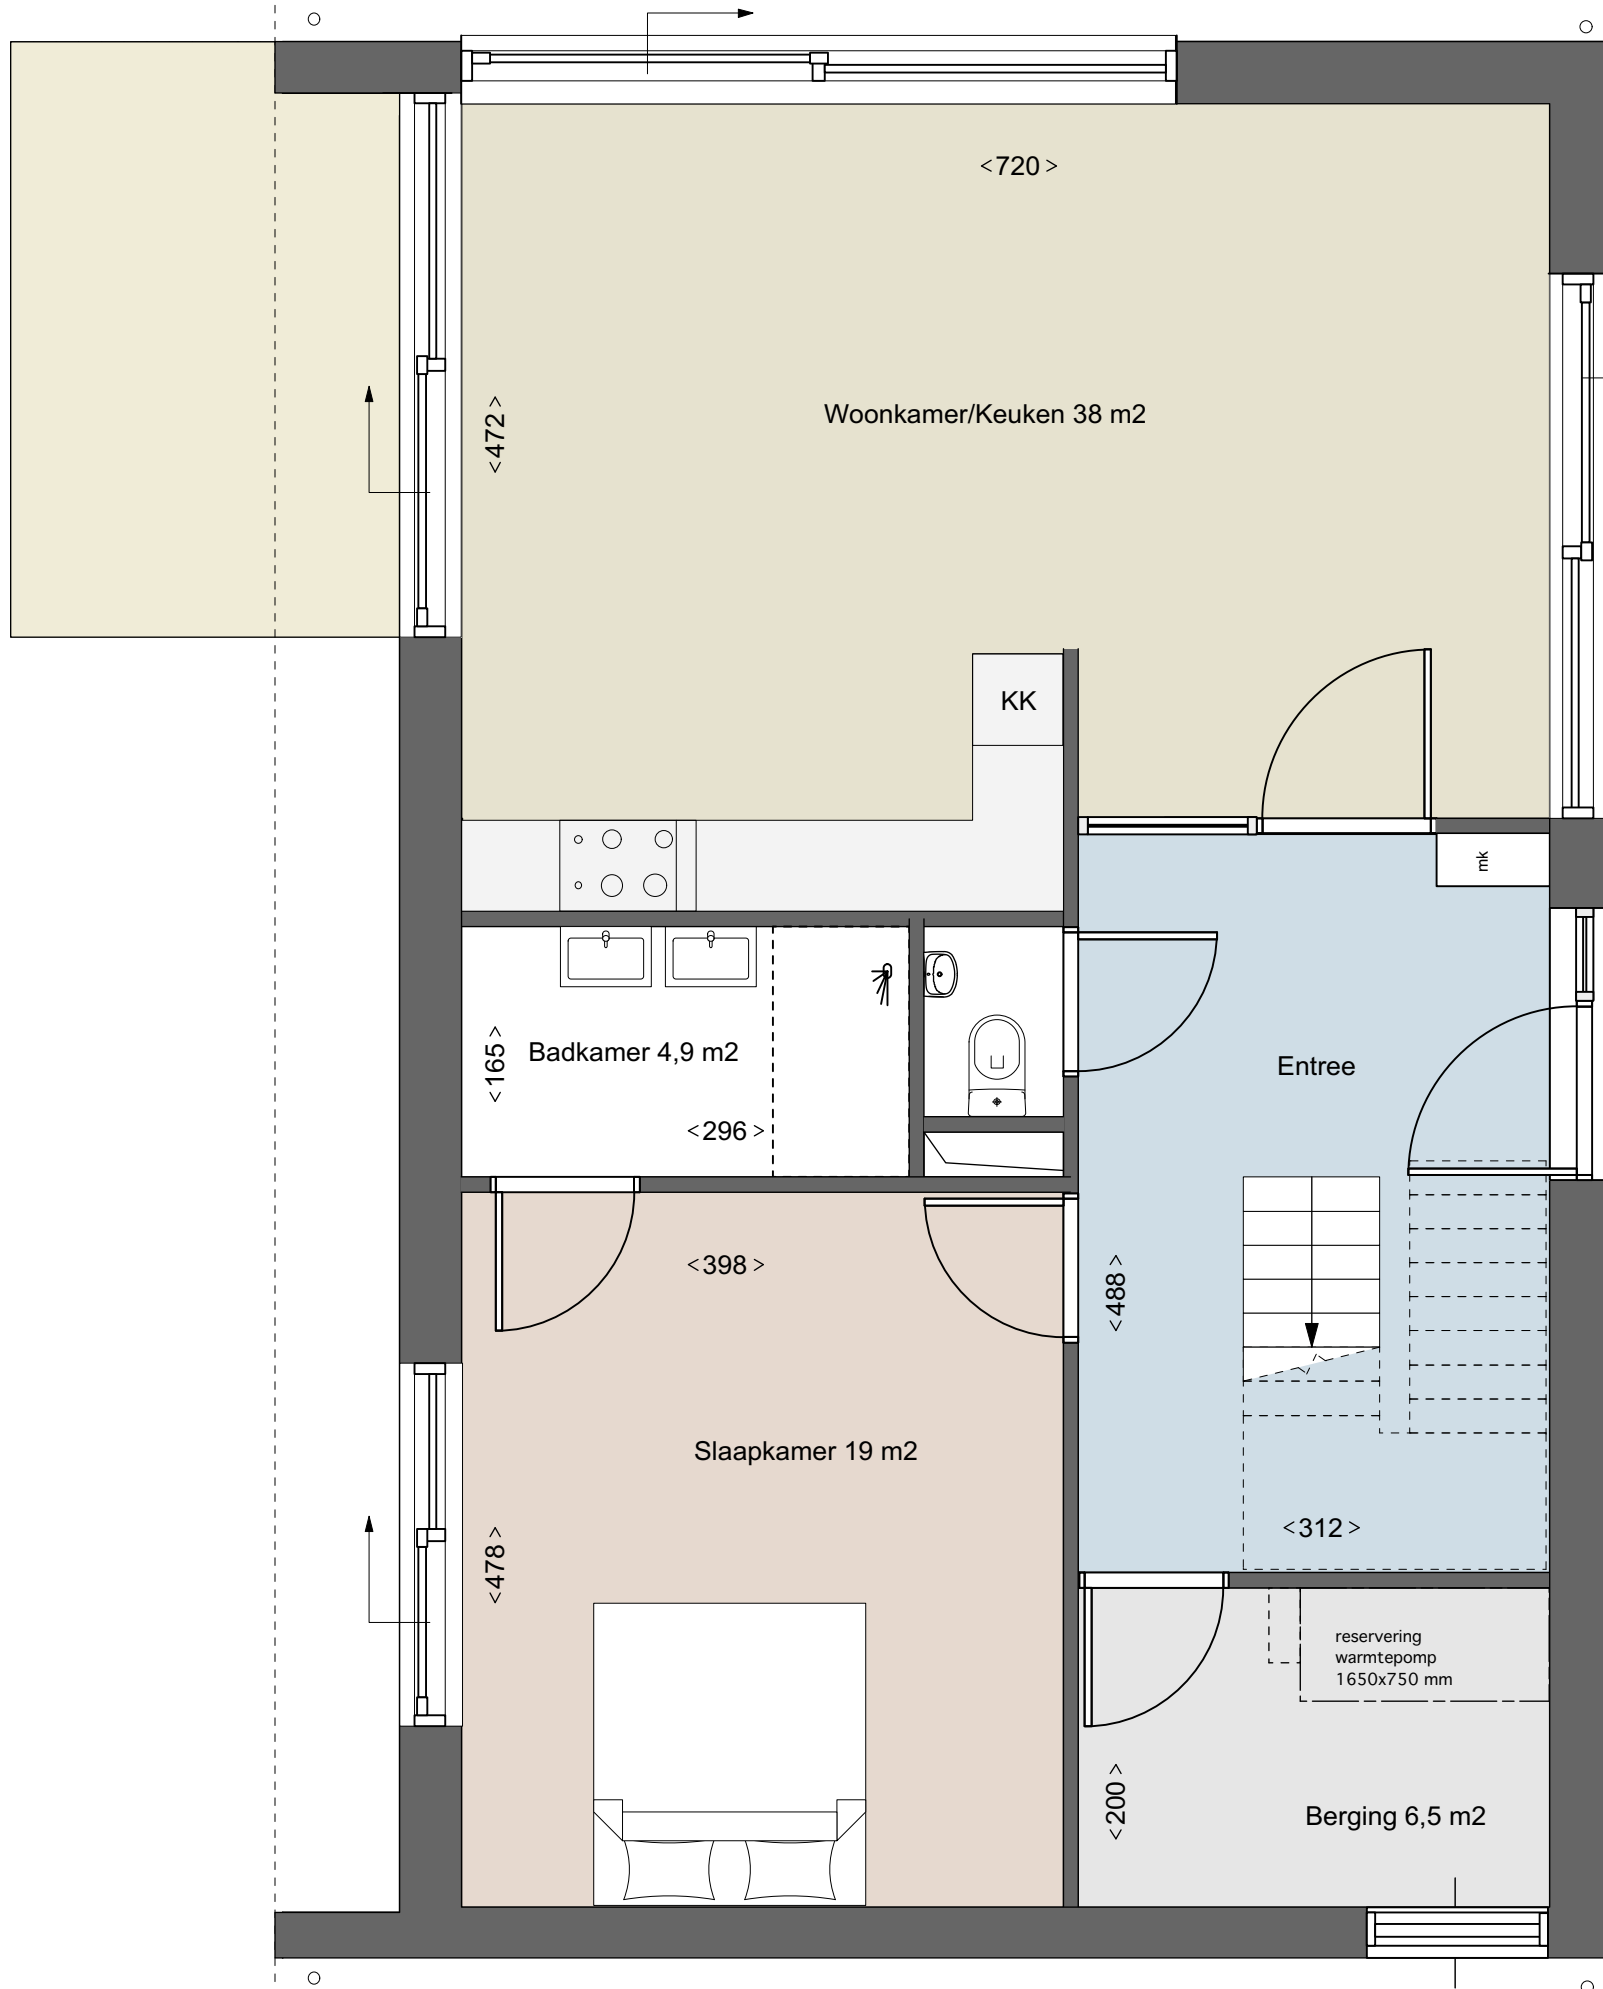 <720>
Woonkamer/Keuken 38 m2
<472>
KK
mk
Badkamer 4,9 m2
<165>
<296>
Entree
<398>
<488>
Slaapkamer 19 m2
<312>
<478>
reservering
warmtepomp
1650x750 mm
<200>
Berging 6,5 m2